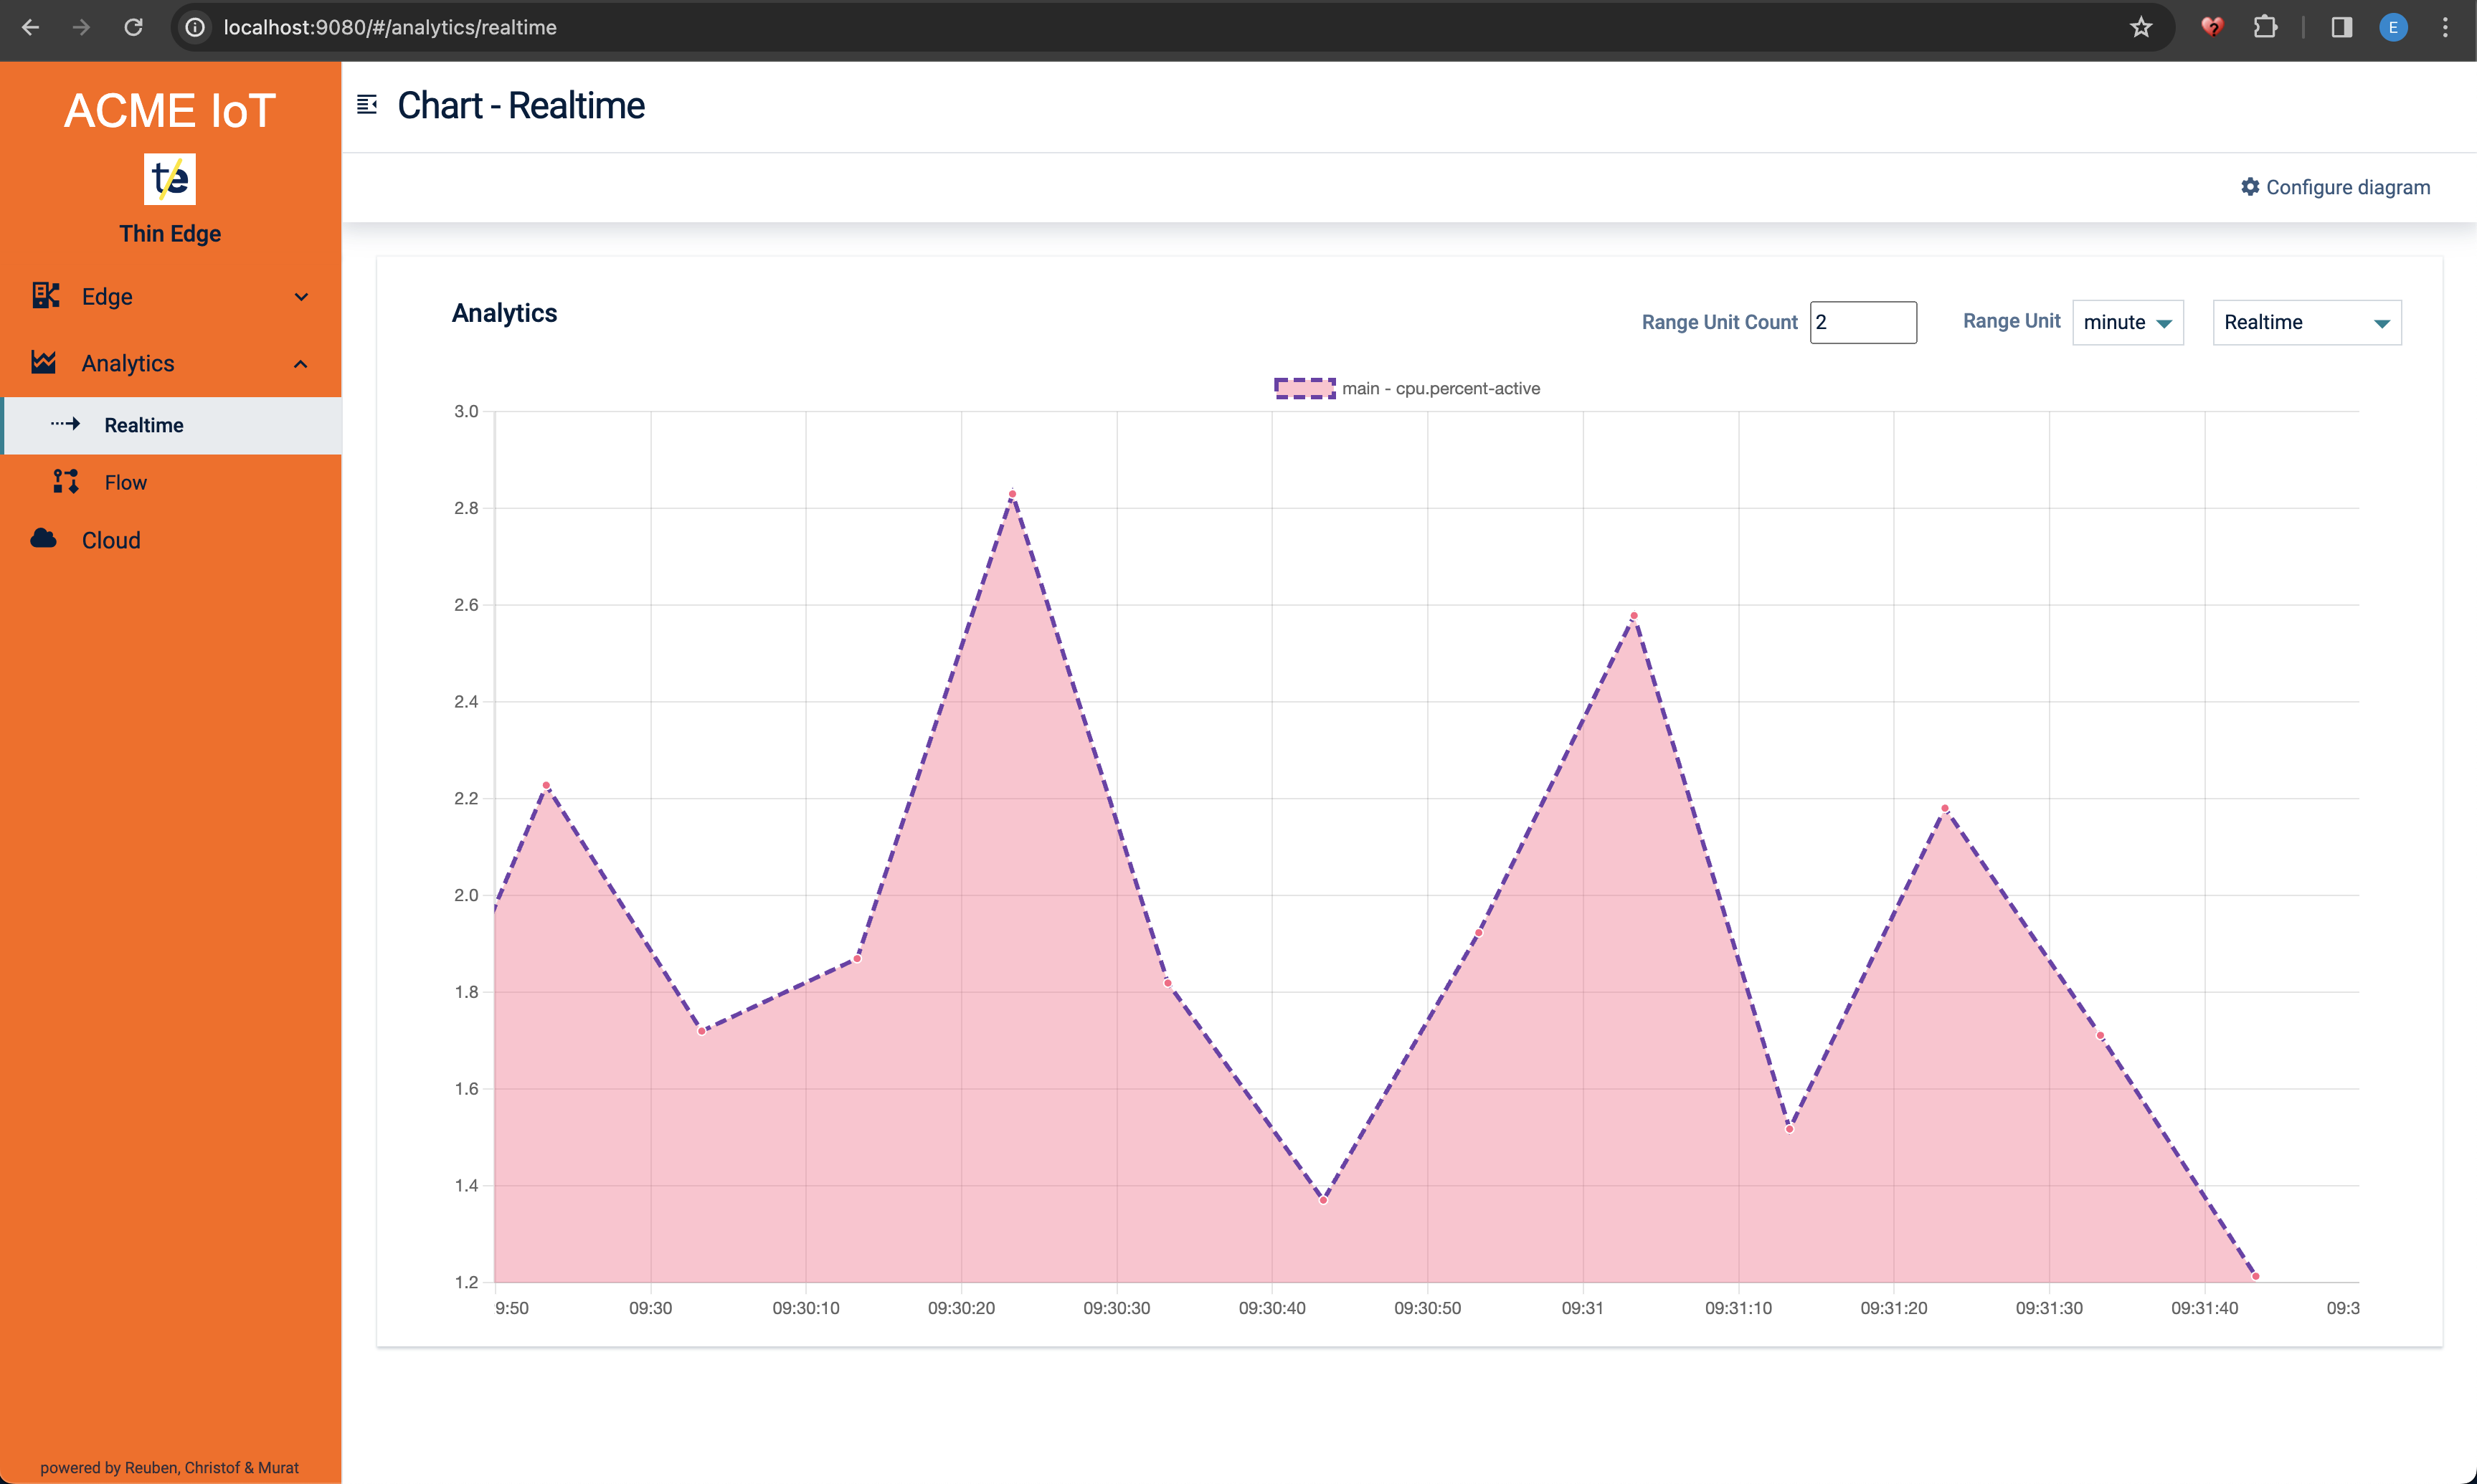 localhost:9080/#/analytics/realtime
E
ACME IoT
te
Thin Edge
Edge
Analytics
Realtime
Flow
Cloud
powered by Reuben, Christof & Murat
Chart - Realtime
Configure diagram
Analytics
Range Unit Count 2 Range Unit minute Realtime
main - cpu.percent-active
3.0
2.8
2.6
2.4
2.2
2.0
1.8
1.6
1.4
1.2
9:50 09:30 09:30:10 09:30:20 09:30:30 09:30:40 09:30:50 09:31 09:31:10 09:31:20 09:31:30 09:31:40 09:3